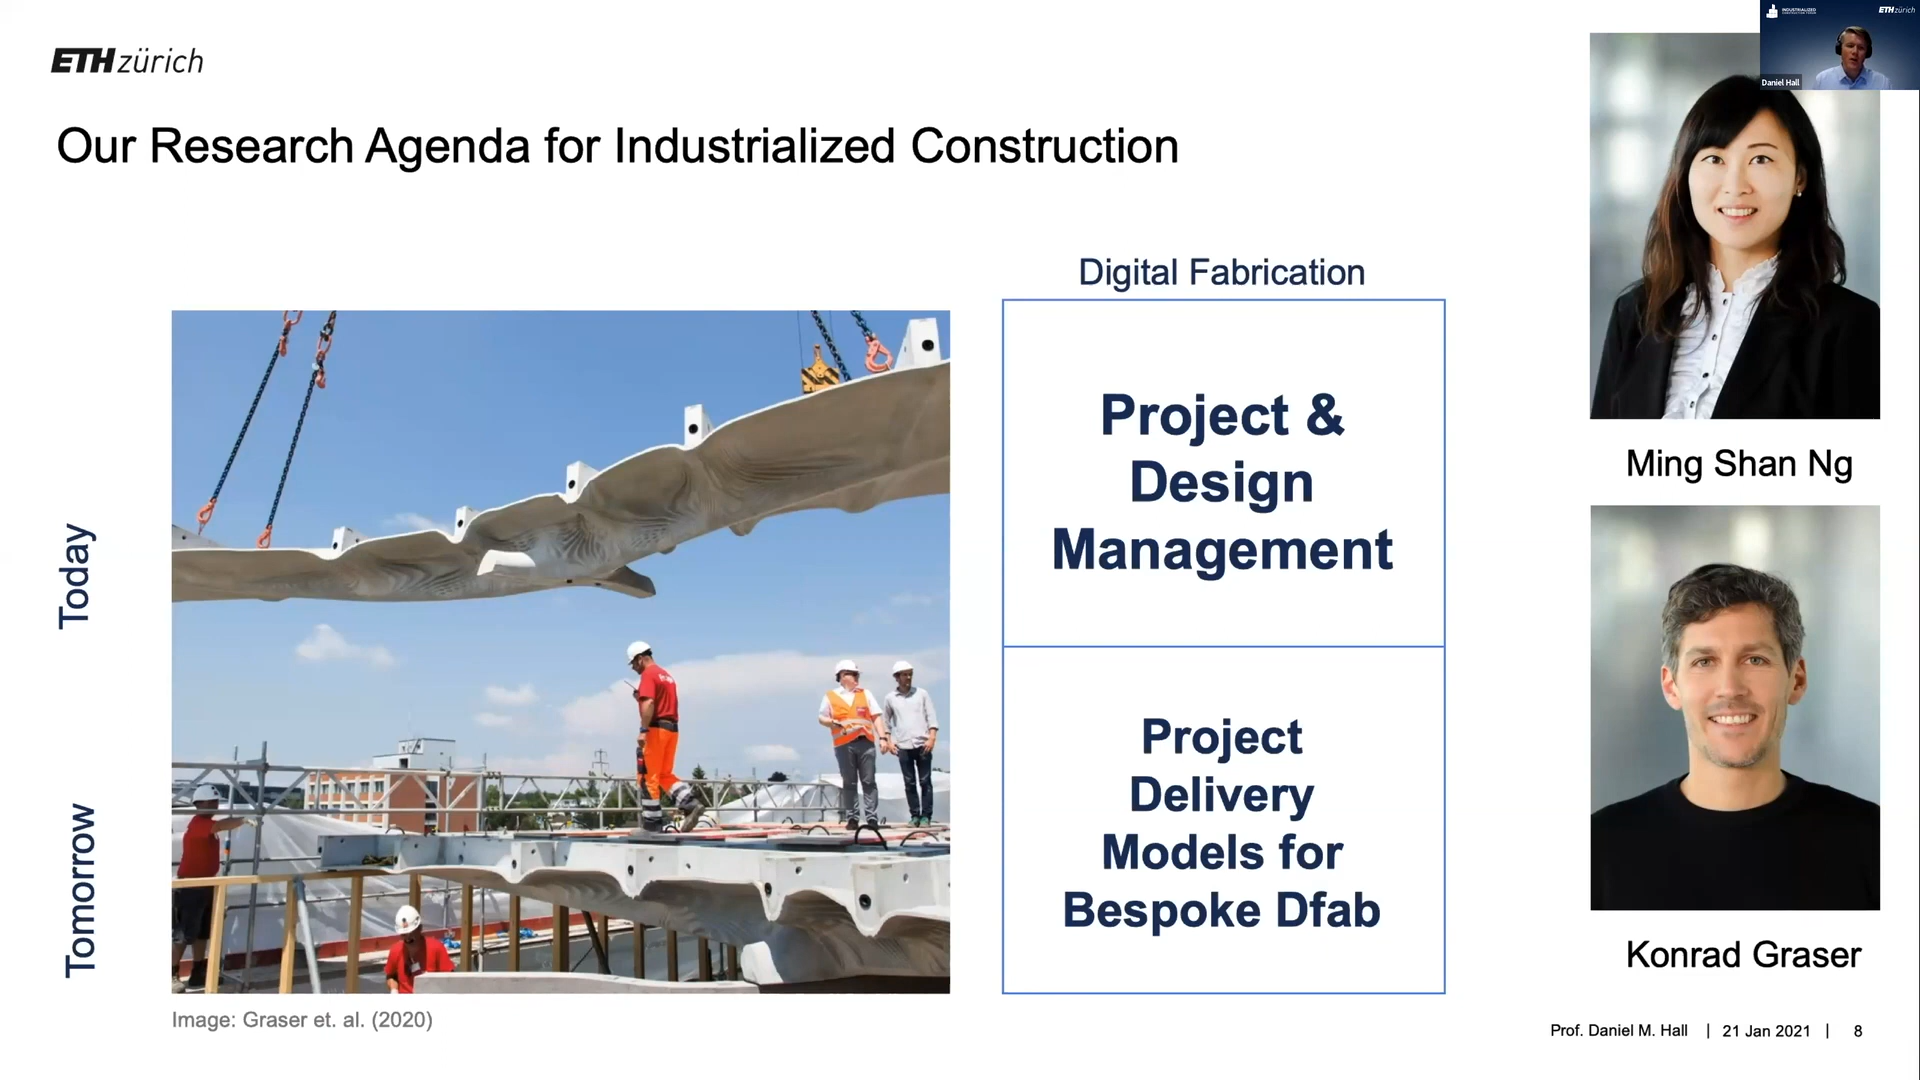 ETH zürich
INDUSTRIALIZED
ETH zürich
Daniel Hall
Our Research Agenda for Industrialized Construction
Digital Fabrication
Project &
Design
Management
Ming Shan Ng
Today
Project
Delivery
Models for
Bespoke Dfab
Tomorrow
Konrad Graser
Image: Graser et. al. (2020)
Prof. Daniel M. Hall | 21 Jan 2021 | 8